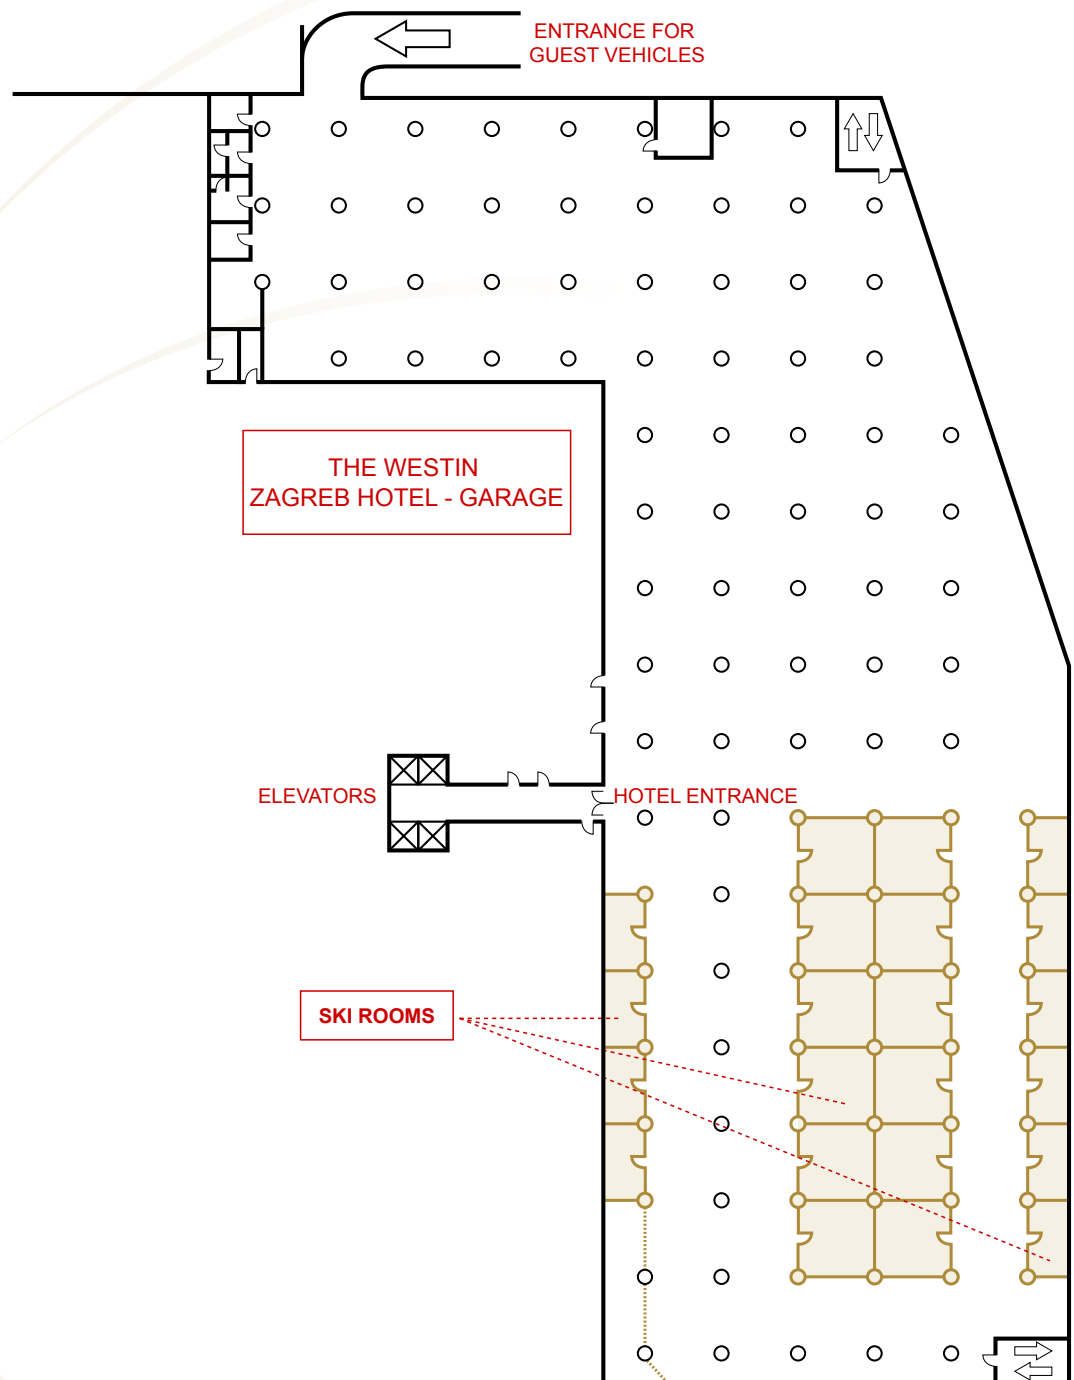 ENTRANCE FOR
GUEST VEHICLES
THE WESTIN
ZAGREB HOTEL - GARAGE
ELEVATORS
HOTEL ENTRANCE
SKI ROOMS